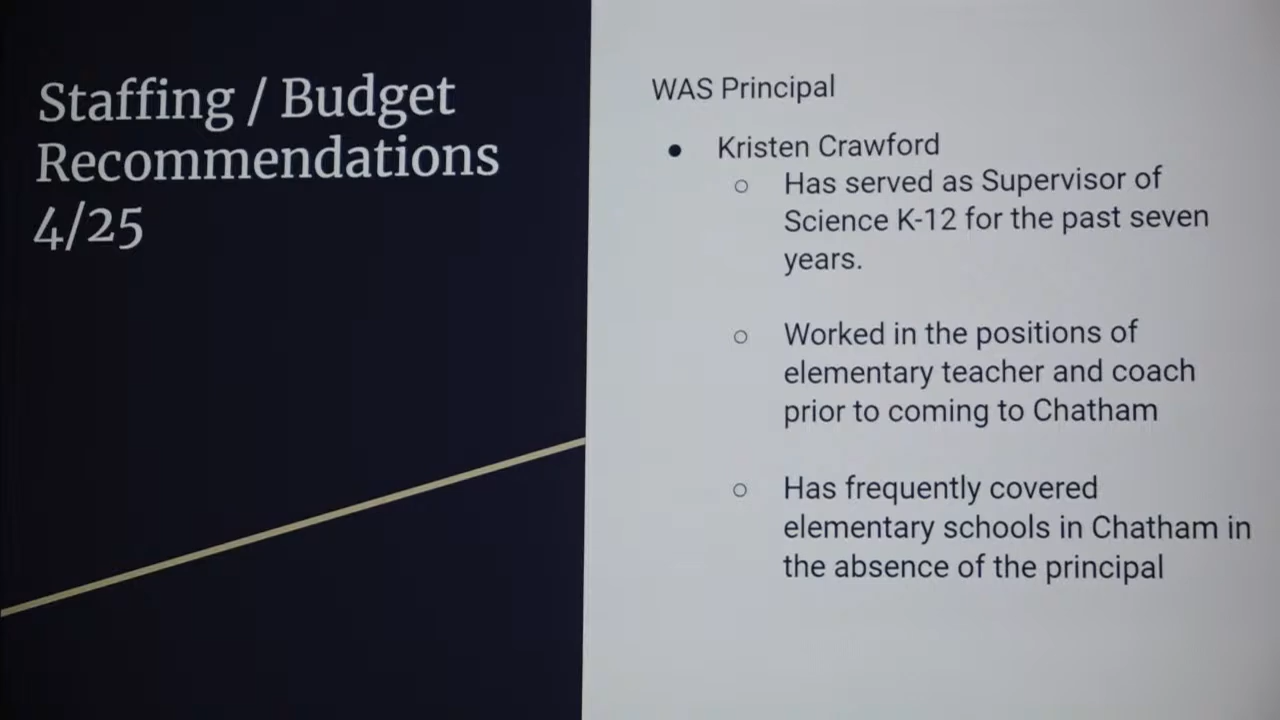 Staffing / Budget
Recommendations
4/25
WAS Principal
● Kristen Crawford
○ Has served as Supervisor of
Science K-12 for the past seven
years.
○ Worked in the positions of
elementary teacher and coach
prior to coming to Chatham
○ Has frequently covered
elementary schools in Chatham in
the absence of the principal